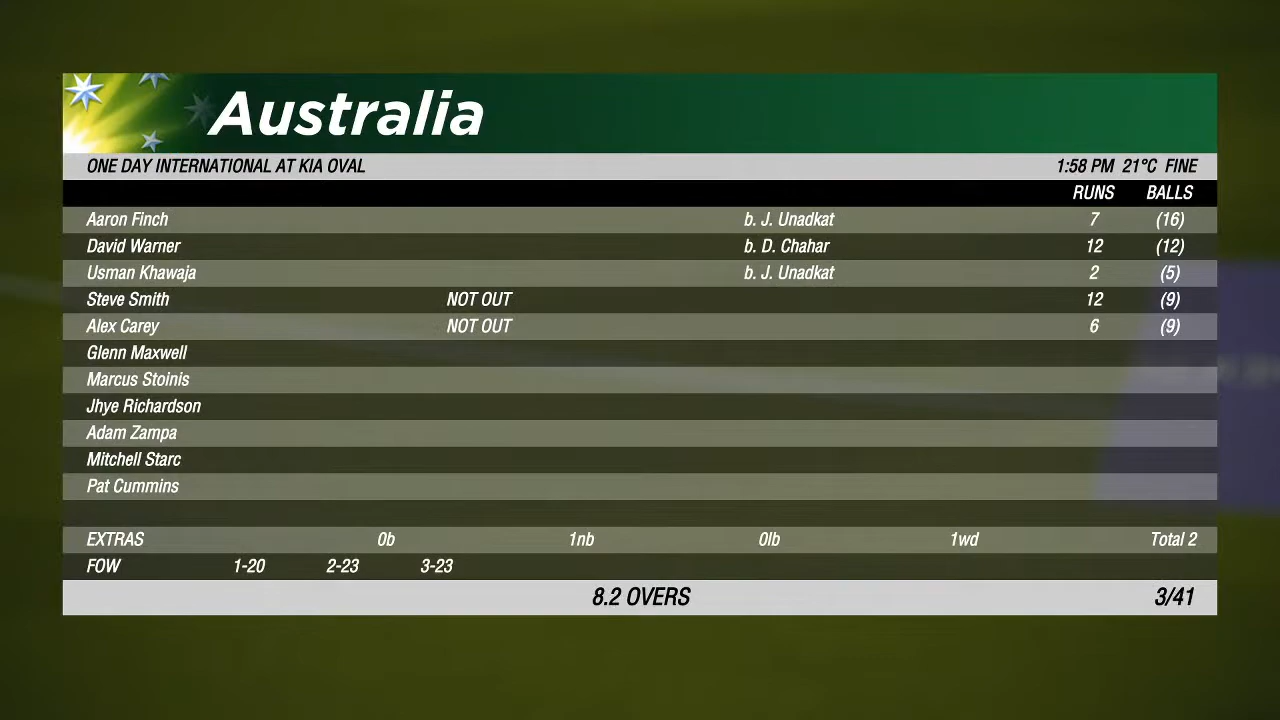 Australia
ONE DAY INTERNATIONAL AT KIA OVAL 1:58 PM 21°C FINE
RUNS BALLS
Aaron Finch b. J. Unadkat 7 (16)
David Warner b. D. Chahar 12 (12)
Usman Khawaja b. J. Unadkat 2 (5)
Steve Smith NOT OUT 12 (9)
Alex Carey NOT OUT 6 (9)
Glenn Maxwell
Marcus Stoinis
Jhye Richardson
Adam Zampa
Mitchell Starc
Pat Cummins
EXTRAS 0b 1nb 0lb 1wd Total 2
FOW 1-20 2-23 3-23
8.2 OVERS 3/41